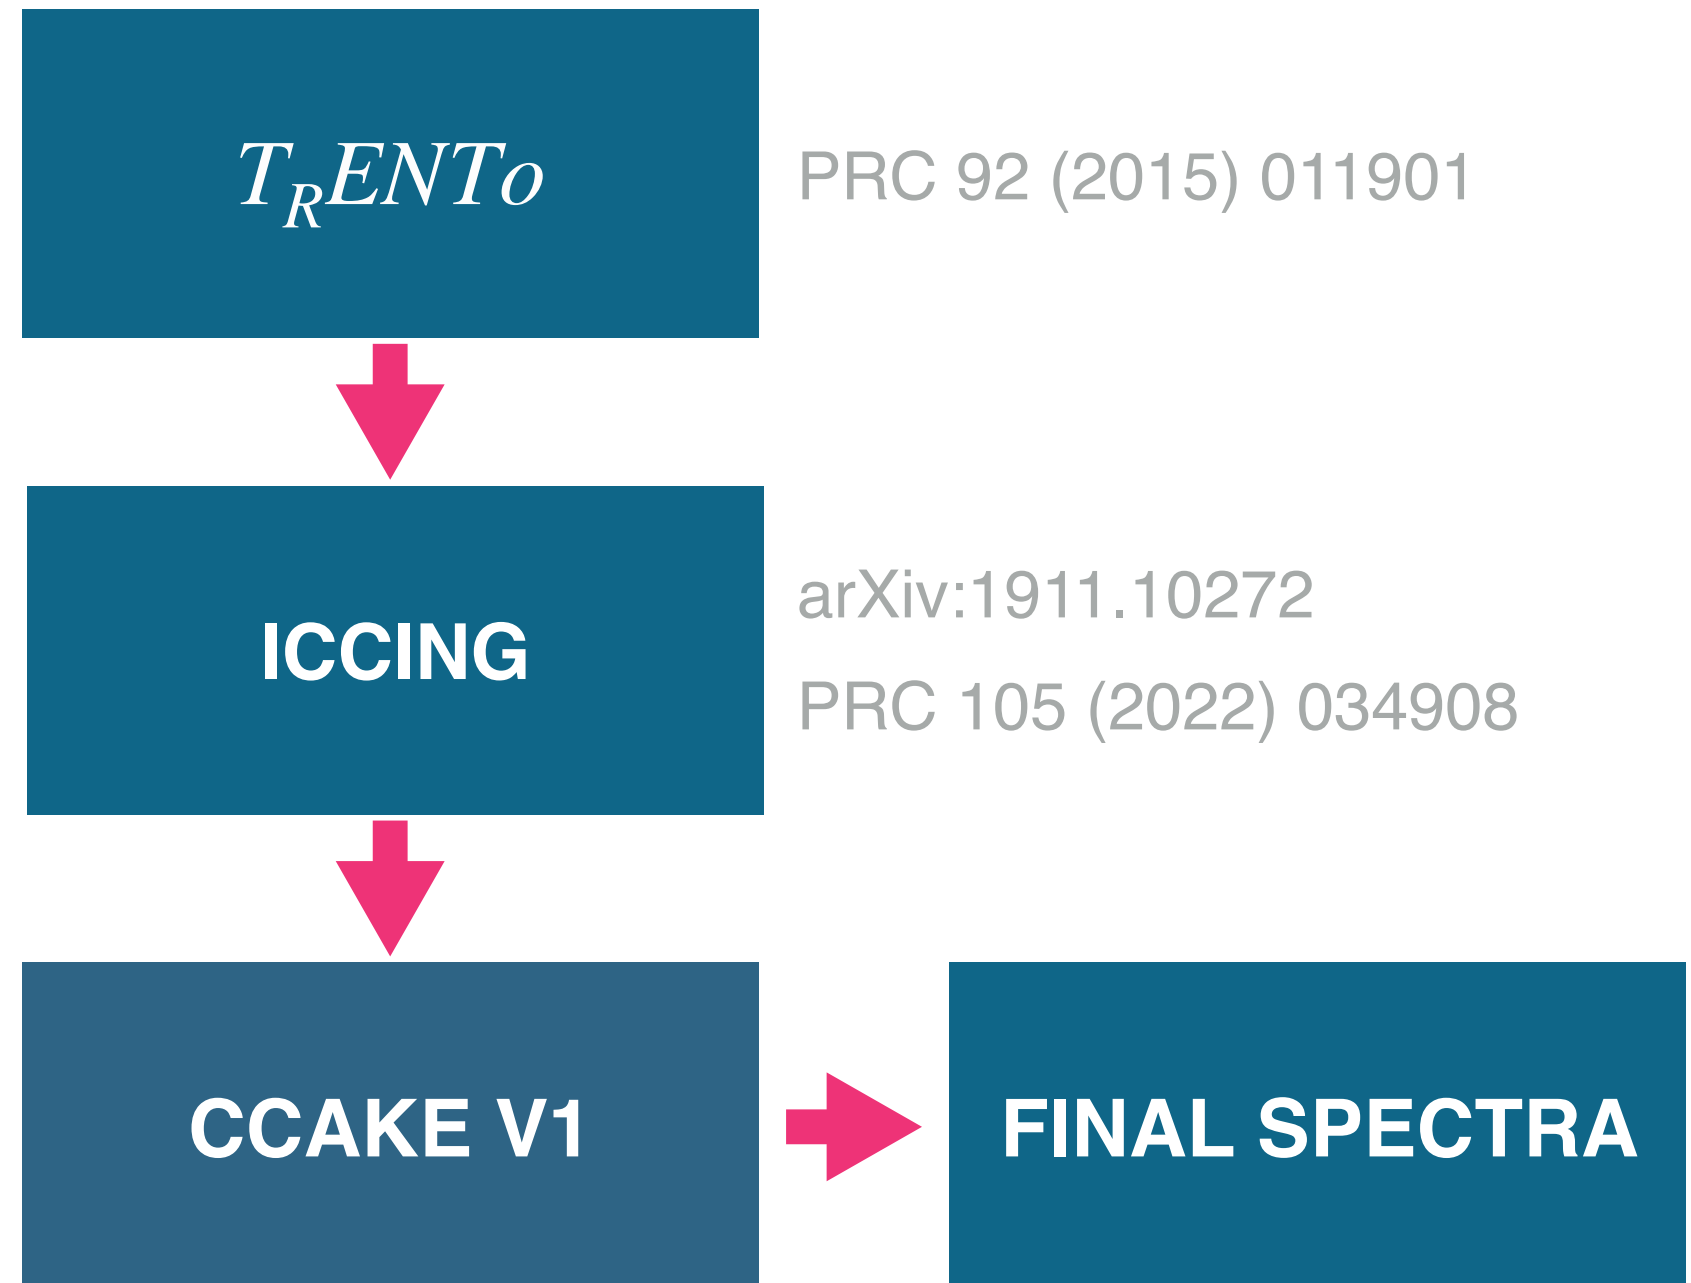 TRENTo
PRC 92 (2015) 011901
ICCING
arXiv:1911.10272
PRC 105 (2022) 034908
CCAKE V1
FINAL SPECTRA